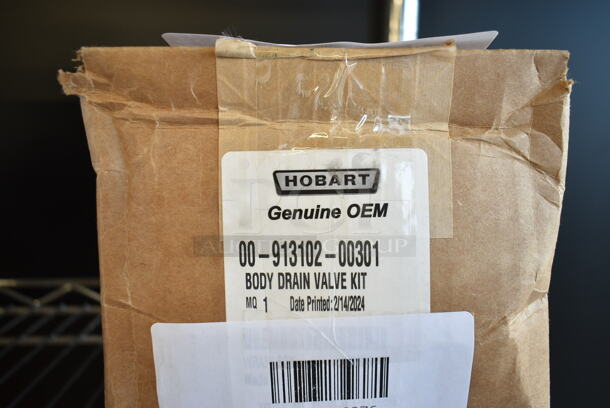 HOBART
Genuine OEM
00-913102-00301
BODY DRAIN VALVE KIT
MQ 1 Date Printed: 2/14/2024